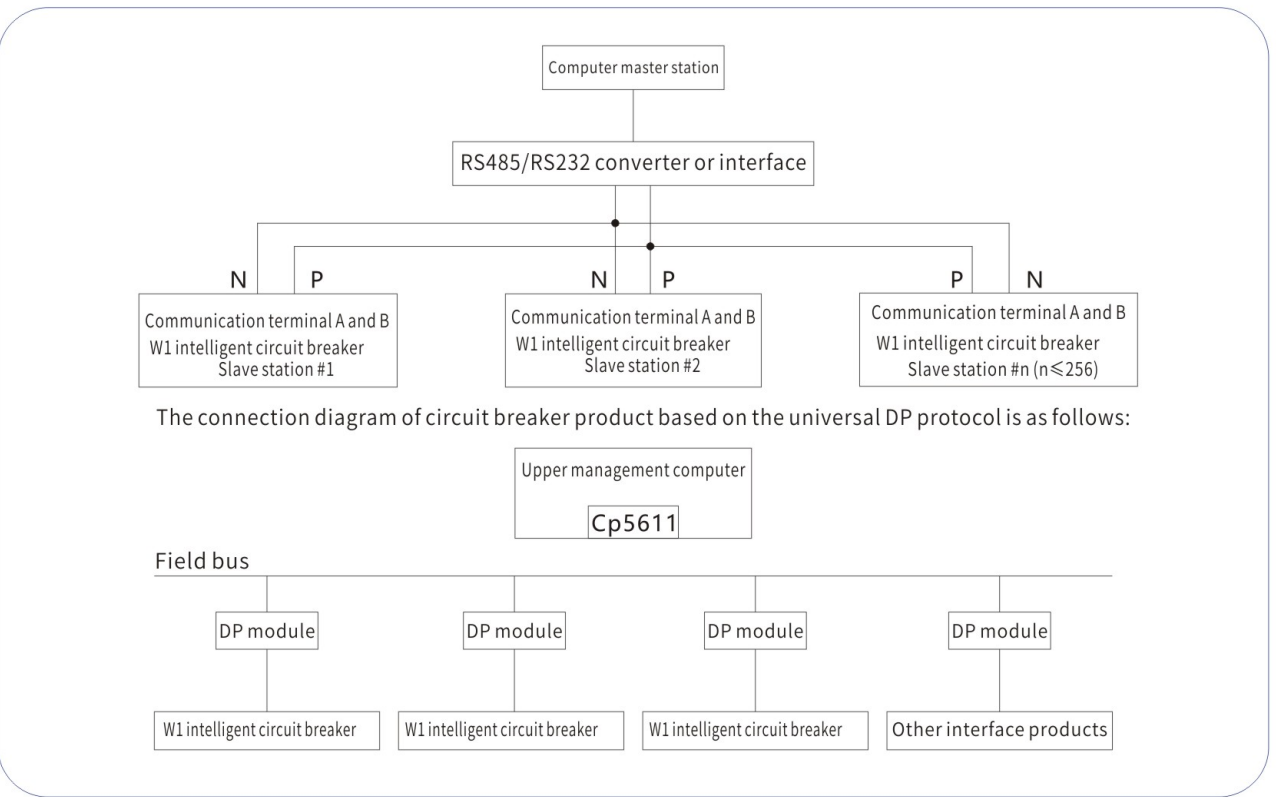 Computer master station
RS485/RS232 converter or interface
N P N P P N
Communication terminal A and B
W1 intelligent circuit breaker
Slave station #1
Communication terminal A and B
W1 intelligent circuit breaker
Slave station #2
Communication terminal A and B
W1 intelligent circuit breaker
Slave station #n (n≤256)
The connection diagram of circuit breaker product based on the universal DP protocol is as follows:
Upper management computer
Cp5611
Field bus
DP module DP module DP module DP module
W1 intelligent circuit breaker W1 intelligent circuit breaker W1 intelligent circuit breaker Other interface products